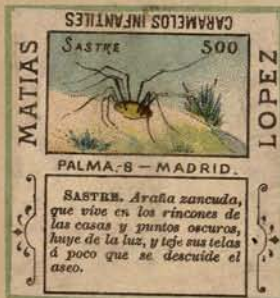 CARAMELOS INFANTILES
MATIAS
SASTRE 500
LOPEZ
PALMA.-8-MADRID.
SASTRE. Araña zancuda,
que vive en los rincones de
las casas y puntos oscuros,
huye de la luz, y teje sus telas
á poco que se descuide el
aseo.